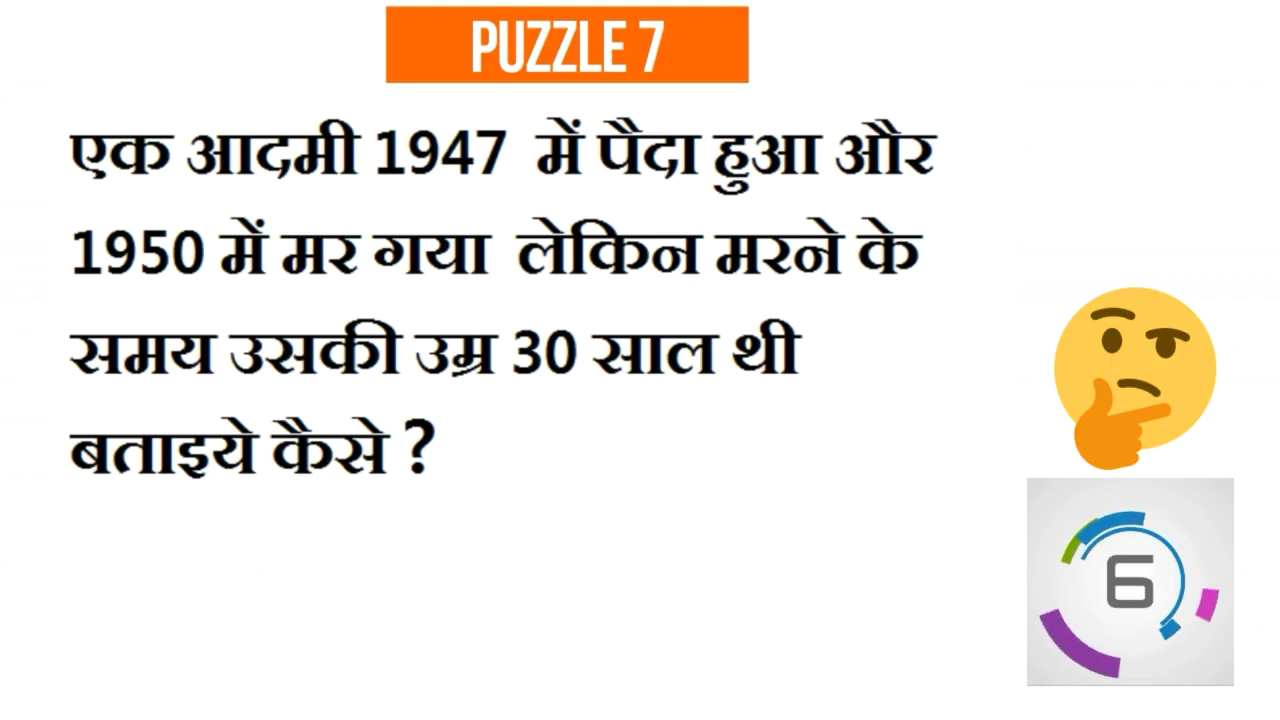 PUZZLE 7
एक आदमी 1947 में पैदा हुआ और
1950 में मर गया लेकिन मरने के
समय उसकी उम्र 30 साल थी
बताइये कैसे ?
6